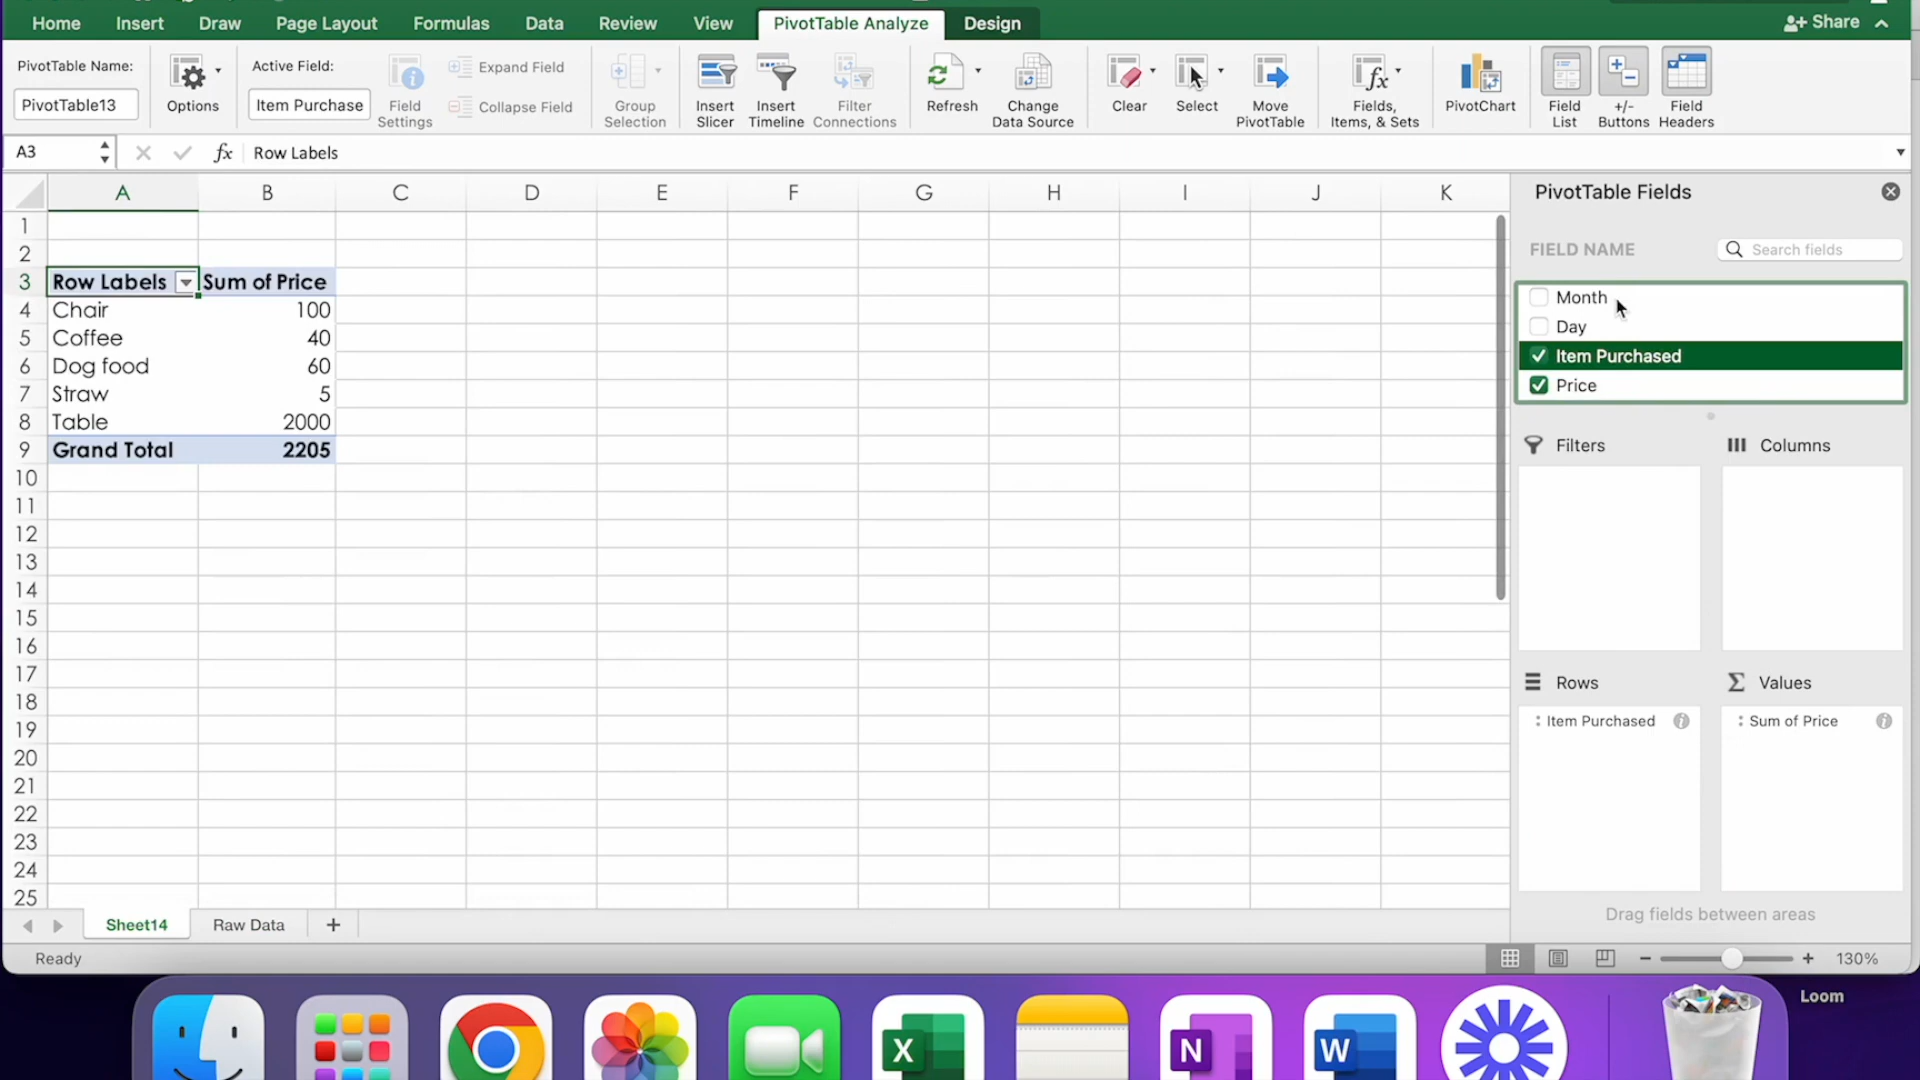 Home Insert Draw Page Layout Formulas Data Review View PivotTable Analyze Design Share
PivotTable Name:
PivotTable13
Options
Active Field:
Item Purchase
Field Settings
Expand Field
Collapse Field
Group Selection
Insert Slicer
Insert Timeline
Filter Connections
Refresh
Change Data Source
Clear
Select
Move PivotTable
Fields, Items, & Sets
PivotChart
Field List
+/- Buttons
Field Headers
A3 fx Row Labels
A B C D E F G H I J K
1
2
3 Row Labels Sum of Price
4 Chair 100
5 Coffee 40
6 Dog food 60
7 Straw 5
8 Table 2000
9 Grand Total 2205
10
11
12
13
14
15
16
17
18
19
20
21
22
23
24
25
PivotTable Fields
FIELD NAME Search fields
Month
Day
Item Purchased
Price
Filters Columns
Rows Values
Item Purchased Sum of Price
Drag fields between areas
Sheet14 Raw Data +
Ready 130%
Loom
X N W